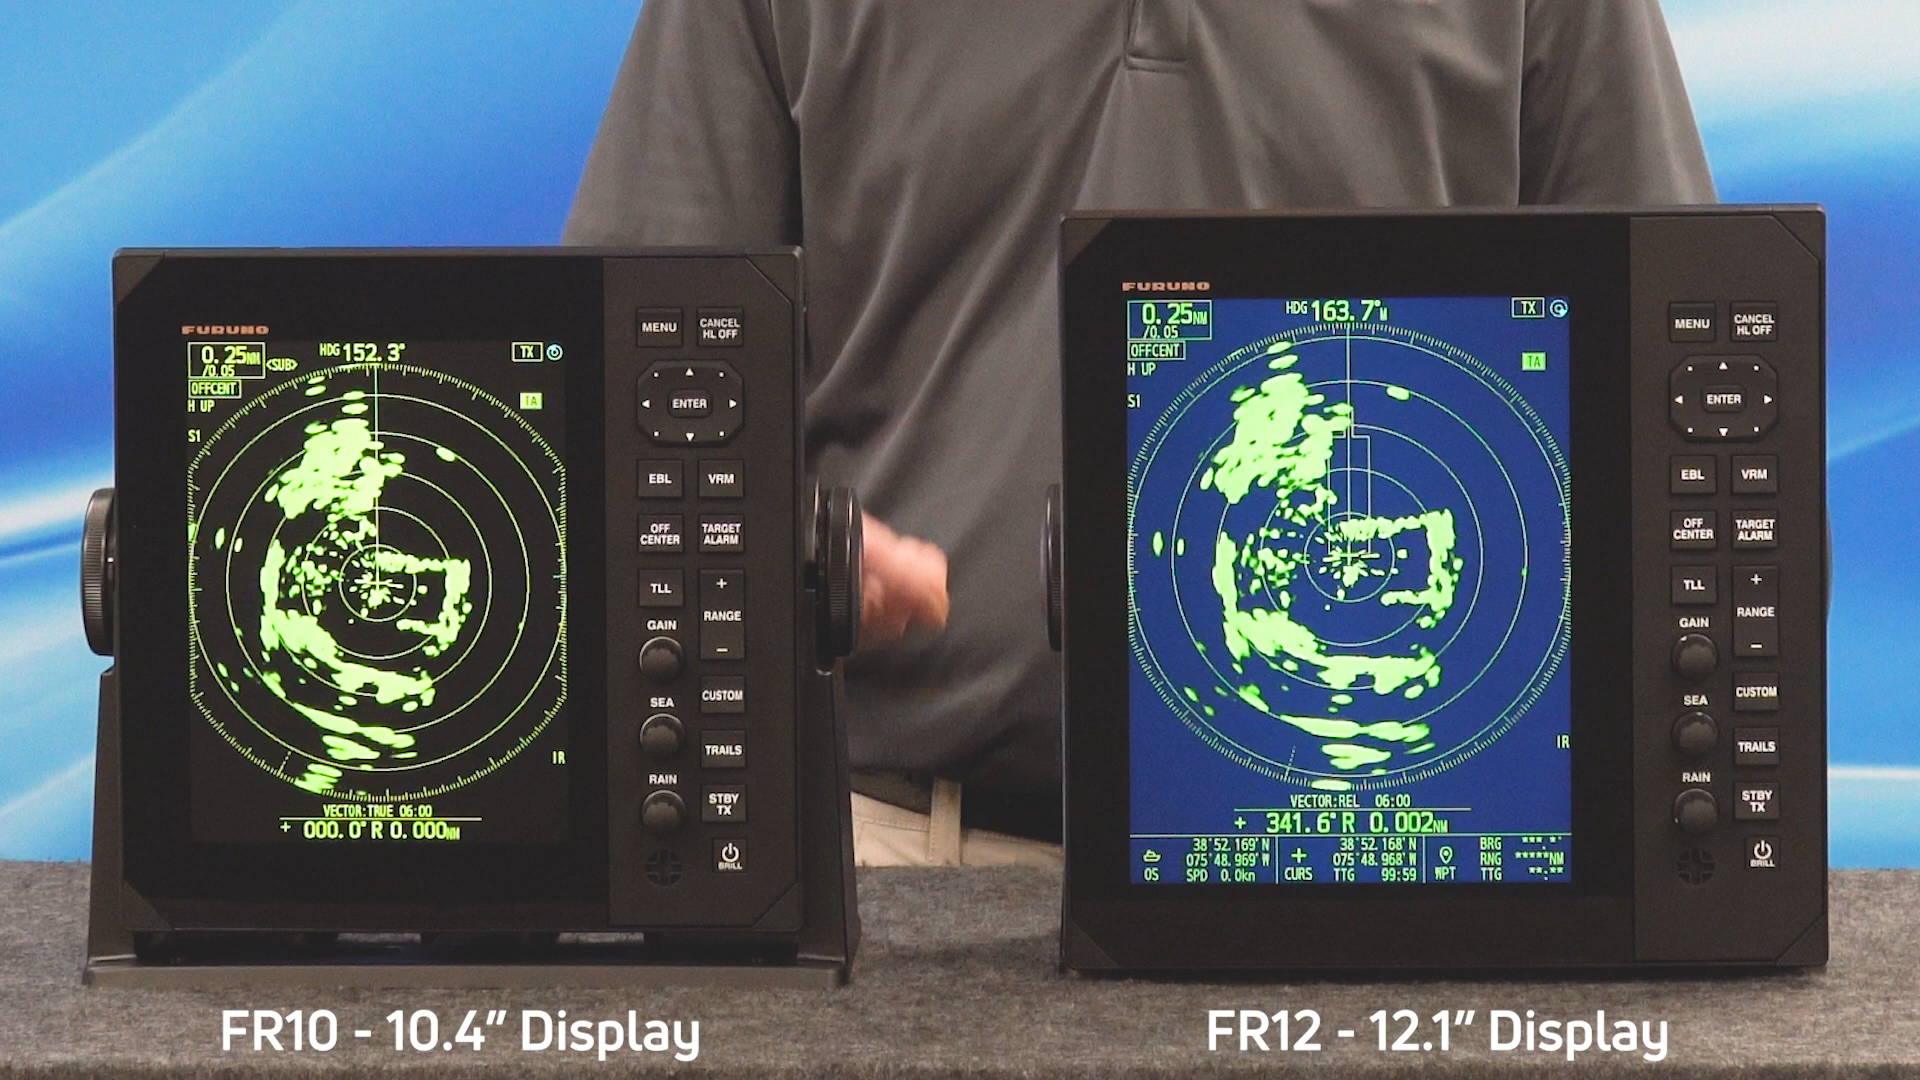 FURUNO
0.25NM
/0.05
<SUB>
HDG 152.3°
TX
OFFCENT
H UP
TA
S1
IR
VECTOR:TRUE 06:00
+ 000.0° R 0.000NM
MENU
CANCEL
HL OFF
ENTER
EBL
VRM
OFF
CENTER
TARGET
ALARM
TLL
+
RANGE
−
GAIN
SEA
CUSTOM
TRAILS
RAIN
STBY
TX
BRILL
FURUNO
0.25NM
/0.05
HDG 163.7°M
TX
OFFCENT
H UP
TA
S1
IR
VECTOR:REL 06:00
+ 341.6° R 0.002NM
OS
38°52.169'N
075°48.969'W
SPD 0.0kn
+
CURS
38°52.168'N
075°48.968'W
TTG 99:59
WPT
BRG ***.*°
RNG *****NM
TTG **:**
MENU
CANCEL
HL OFF
ENTER
EBL
VRM
OFF
CENTER
TARGET
ALARM
TLL
+
RANGE
−
GAIN
SEA
CUSTOM
TRAILS
RAIN
STBY
TX
BRILL
FR10 - 10.4” Display
FR12 - 12.1” Display